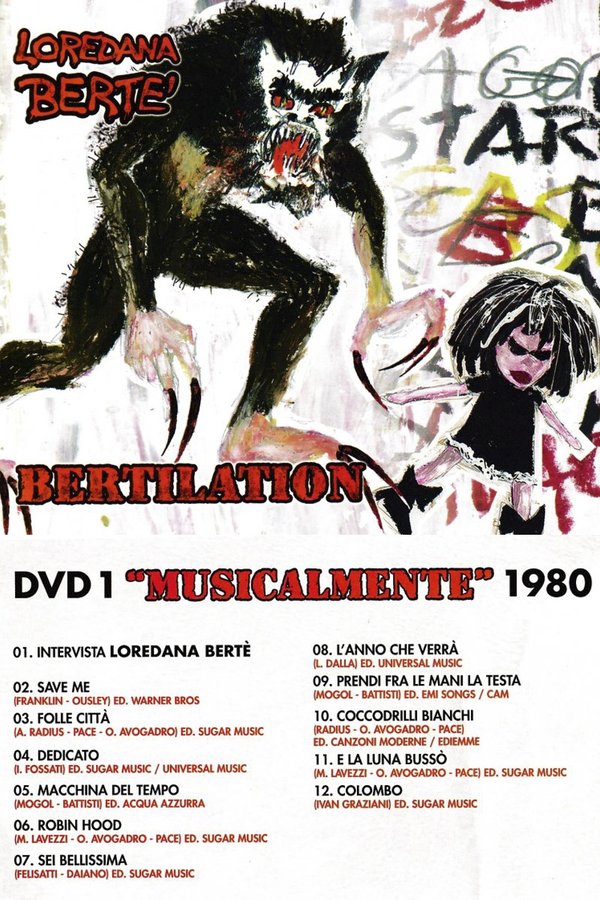 LOREDANA
BERTE'
AGOR
STAR
BERTILATION
DVD 1 "MUSICALMENTE" 1980
01. INTERVISTA LOREDANA BERTÈ
02. SAVE ME
(FRANKLIN - OUSLEY) ED. WARNER BROS
03. FOLLE CITTÀ
(A. RADIUS - PACE - O. AVOGADRO) ED. SUGAR MUSIC
04. DEDICATO
(I. FOSSATI) ED. SUGAR MUSIC / UNIVERSAL MUSIC
05. MACCHINA DEL TEMPO
(MOGOL - BATTISTI) ED. ACQUA AZZURRA
06. ROBIN HOOD
(M. LAVEZZI - O. AVOGADRO - PACE) ED. SUGAR MUSIC
07. SEI BELLISSIMA
(FELISATTI - DAIANO) ED. SUGAR MUSIC
08. L'ANNO CHE VERRÀ
(L. DALLA) ED. UNIVERSAL MUSIC
09. PRENDI FRA LE MANI LA TESTA
(MOGOL - BATTISTI) ED. EMI SONGS / CAM
10. COCCODRILLI BIANCHI
(RADIUS - O. AVOGADRO - PACE)
ED. CANZONI MODERNE / EDIEMME
11. E LA LUNA BUSSÒ
(M. LAVEZZI - O. AVOGADRO - PACE) ED. SUGAR MUSIC
12. COLOMBO
(IVAN GRAZIANI) ED. SUGAR MUSIC